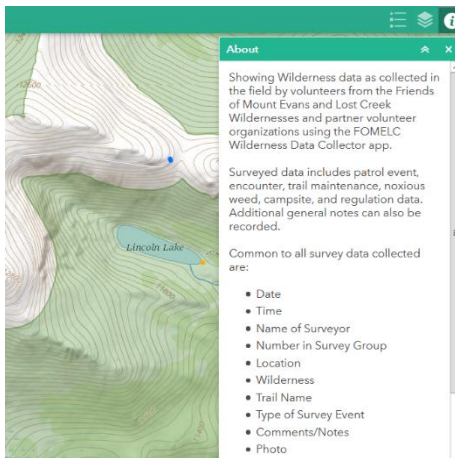 About
Showing Wilderness data as collected in
the field by volunteers from the Friends
of Mount Evans and Lost Creek
Wildernesses and partner volunteer
organizations using the FOMELC
Wilderness Data Collector app.
Surveyed data includes patrol event,
encounter, trail maintenance, noxious
weed, campsite, and regulation data.
Additional general notes can also be
recorded.
Common to all survey data collected
are:
• Date
• Time
• Name of Surveyor
• Number in Survey Group
• Location
• Wilderness
• Trail Name
• Type of Survey Event
• Comments/Notes
• Photo
12600
Lincoln Lake
11600